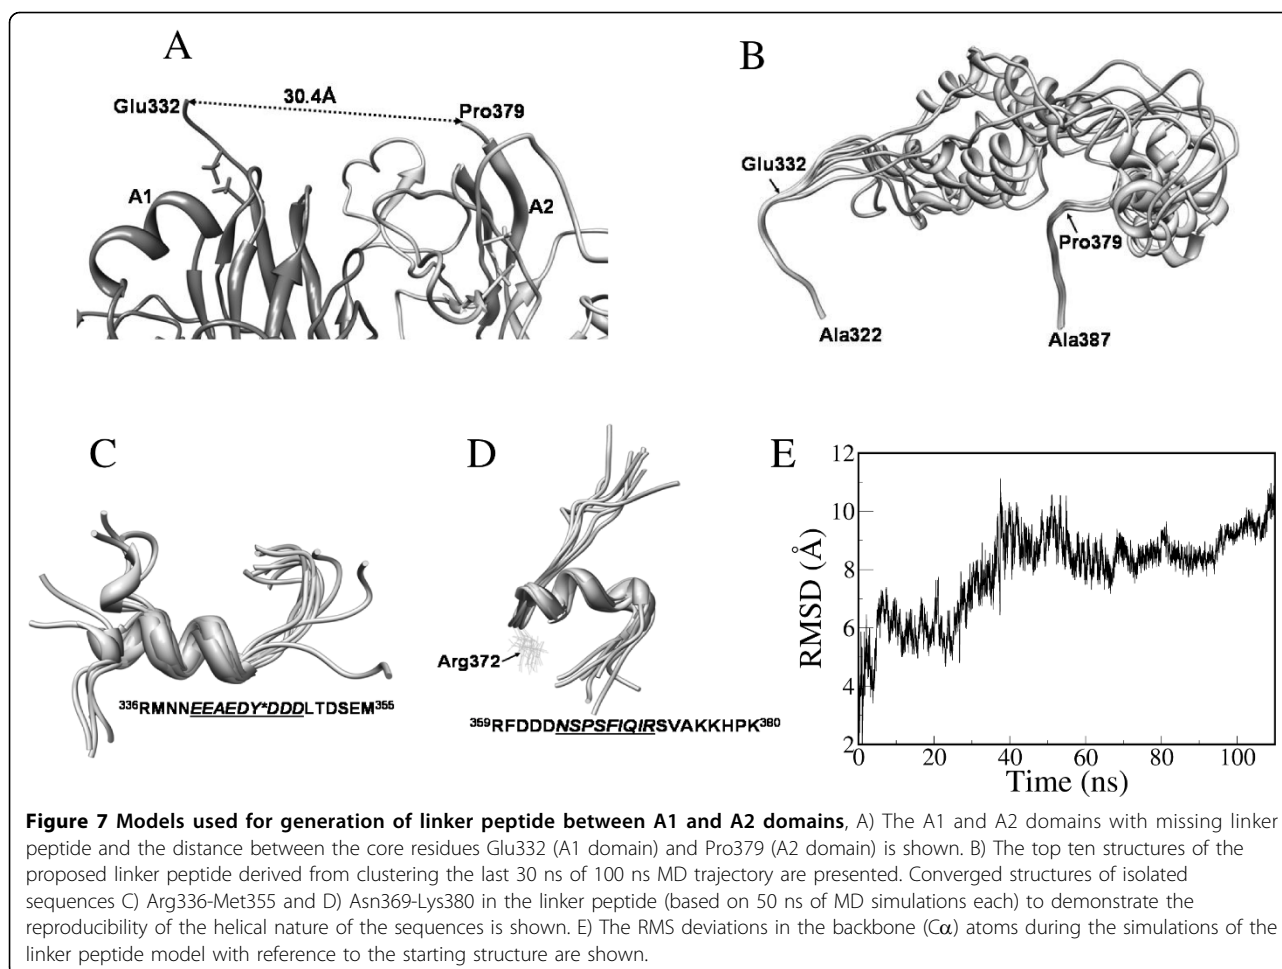 A
Glu332
30.4Å
Pro379
A1
A2
B
Glu332
Pro379
Ala322
Ala387
C
³³⁶RMNNEEAEDY*DDDLTDSEM³⁵⁵
D
Arg372
³⁵⁹RFDDDNSPSFIQIRSVAKKHPK³⁸⁰
E
RMSD (Å)
12
10
8
6
4
2
0 20 40 60 80 100
Time (ns)
Figure 7 Models used for generation of linker peptide between A1 and A2 domains, A) The A1 and A2 domains with missing linker
peptide and the distance between the core residues Glu332 (A1 domain) and Pro379 (A2 domain) is shown. B) The top ten structures of the
proposed linker peptide derived from clustering the last 30 ns of 100 ns MD trajectory are presented. Converged structures of isolated
sequences C) Arg336-Met355 and D) Asn369-Lys380 in the linker peptide (based on 50 ns of MD simulations each) to demonstrate the
reproducibility of the helical nature of the sequences is shown. E) The RMS deviations in the backbone (Cα) atoms during the simulations of the
linker peptide model with reference to the starting structure are shown.